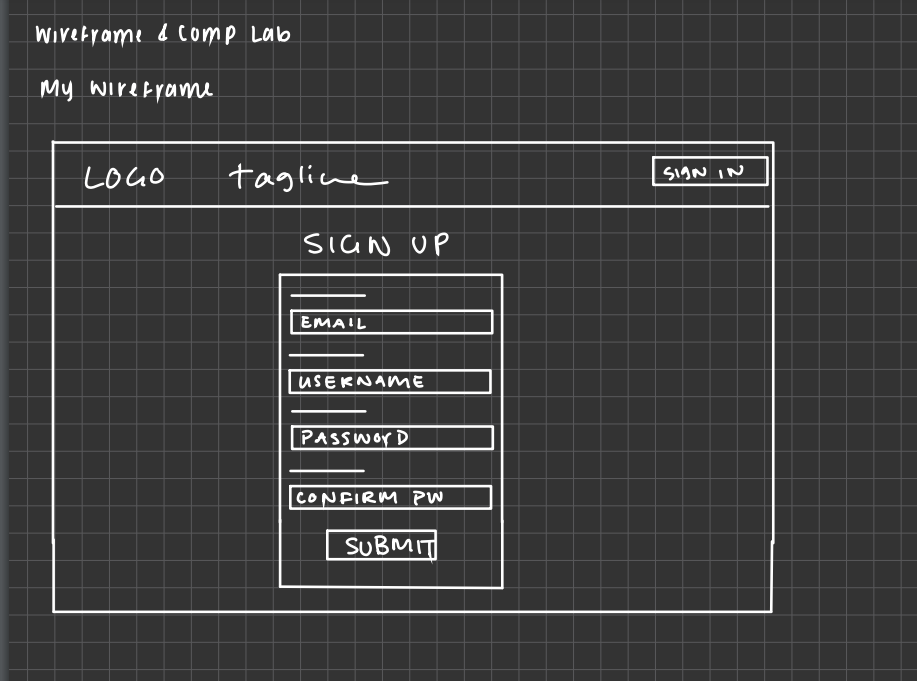 Wireframe & Comp Lab
My Wireframe
LOGO tagline SIGN IN
SIGN UP
EMAIL
USERNAME
PASSWORD
CONFIRM PW
SUBMIT